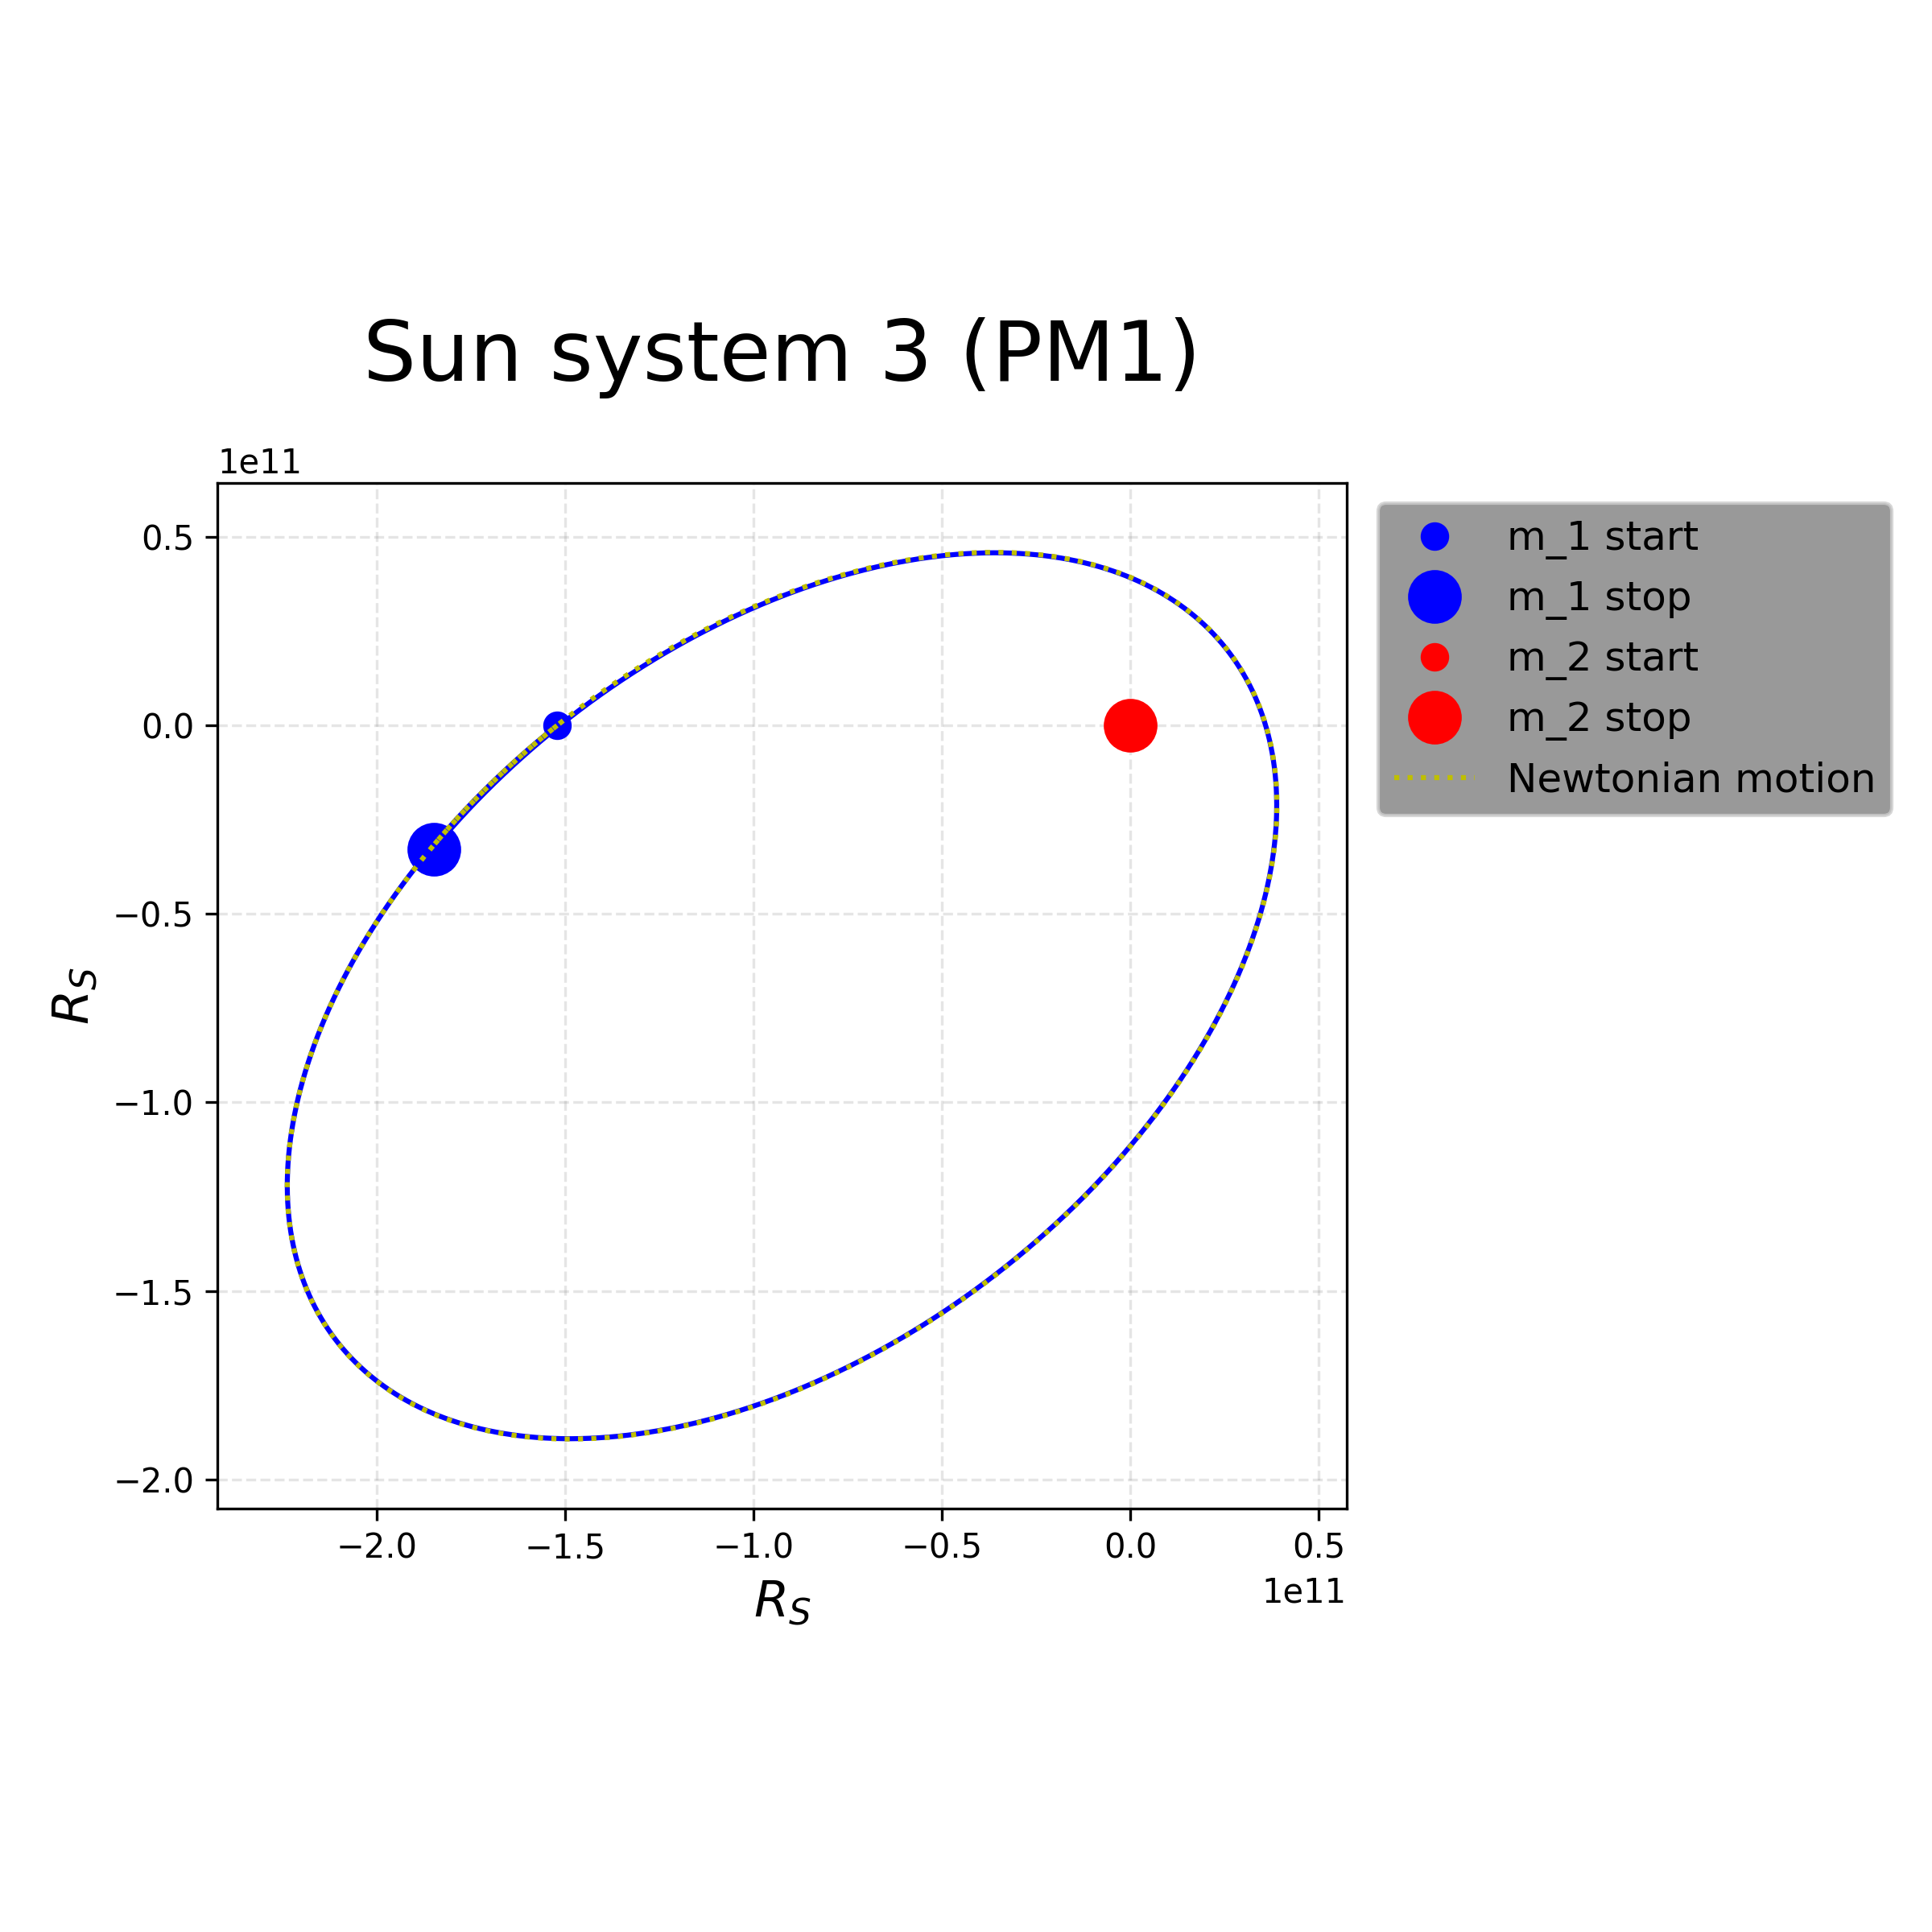 Sun system 3 (PM1)
1e11
0.5
0.0
−0.5
−1.0
−1.5
−2.0
R_S
−2.0 −1.5 −1.0 −0.5 0.0 0.5
1e11
R_S
m_1 start
m_1 stop
m_2 start
m_2 stop
Newtonian motion